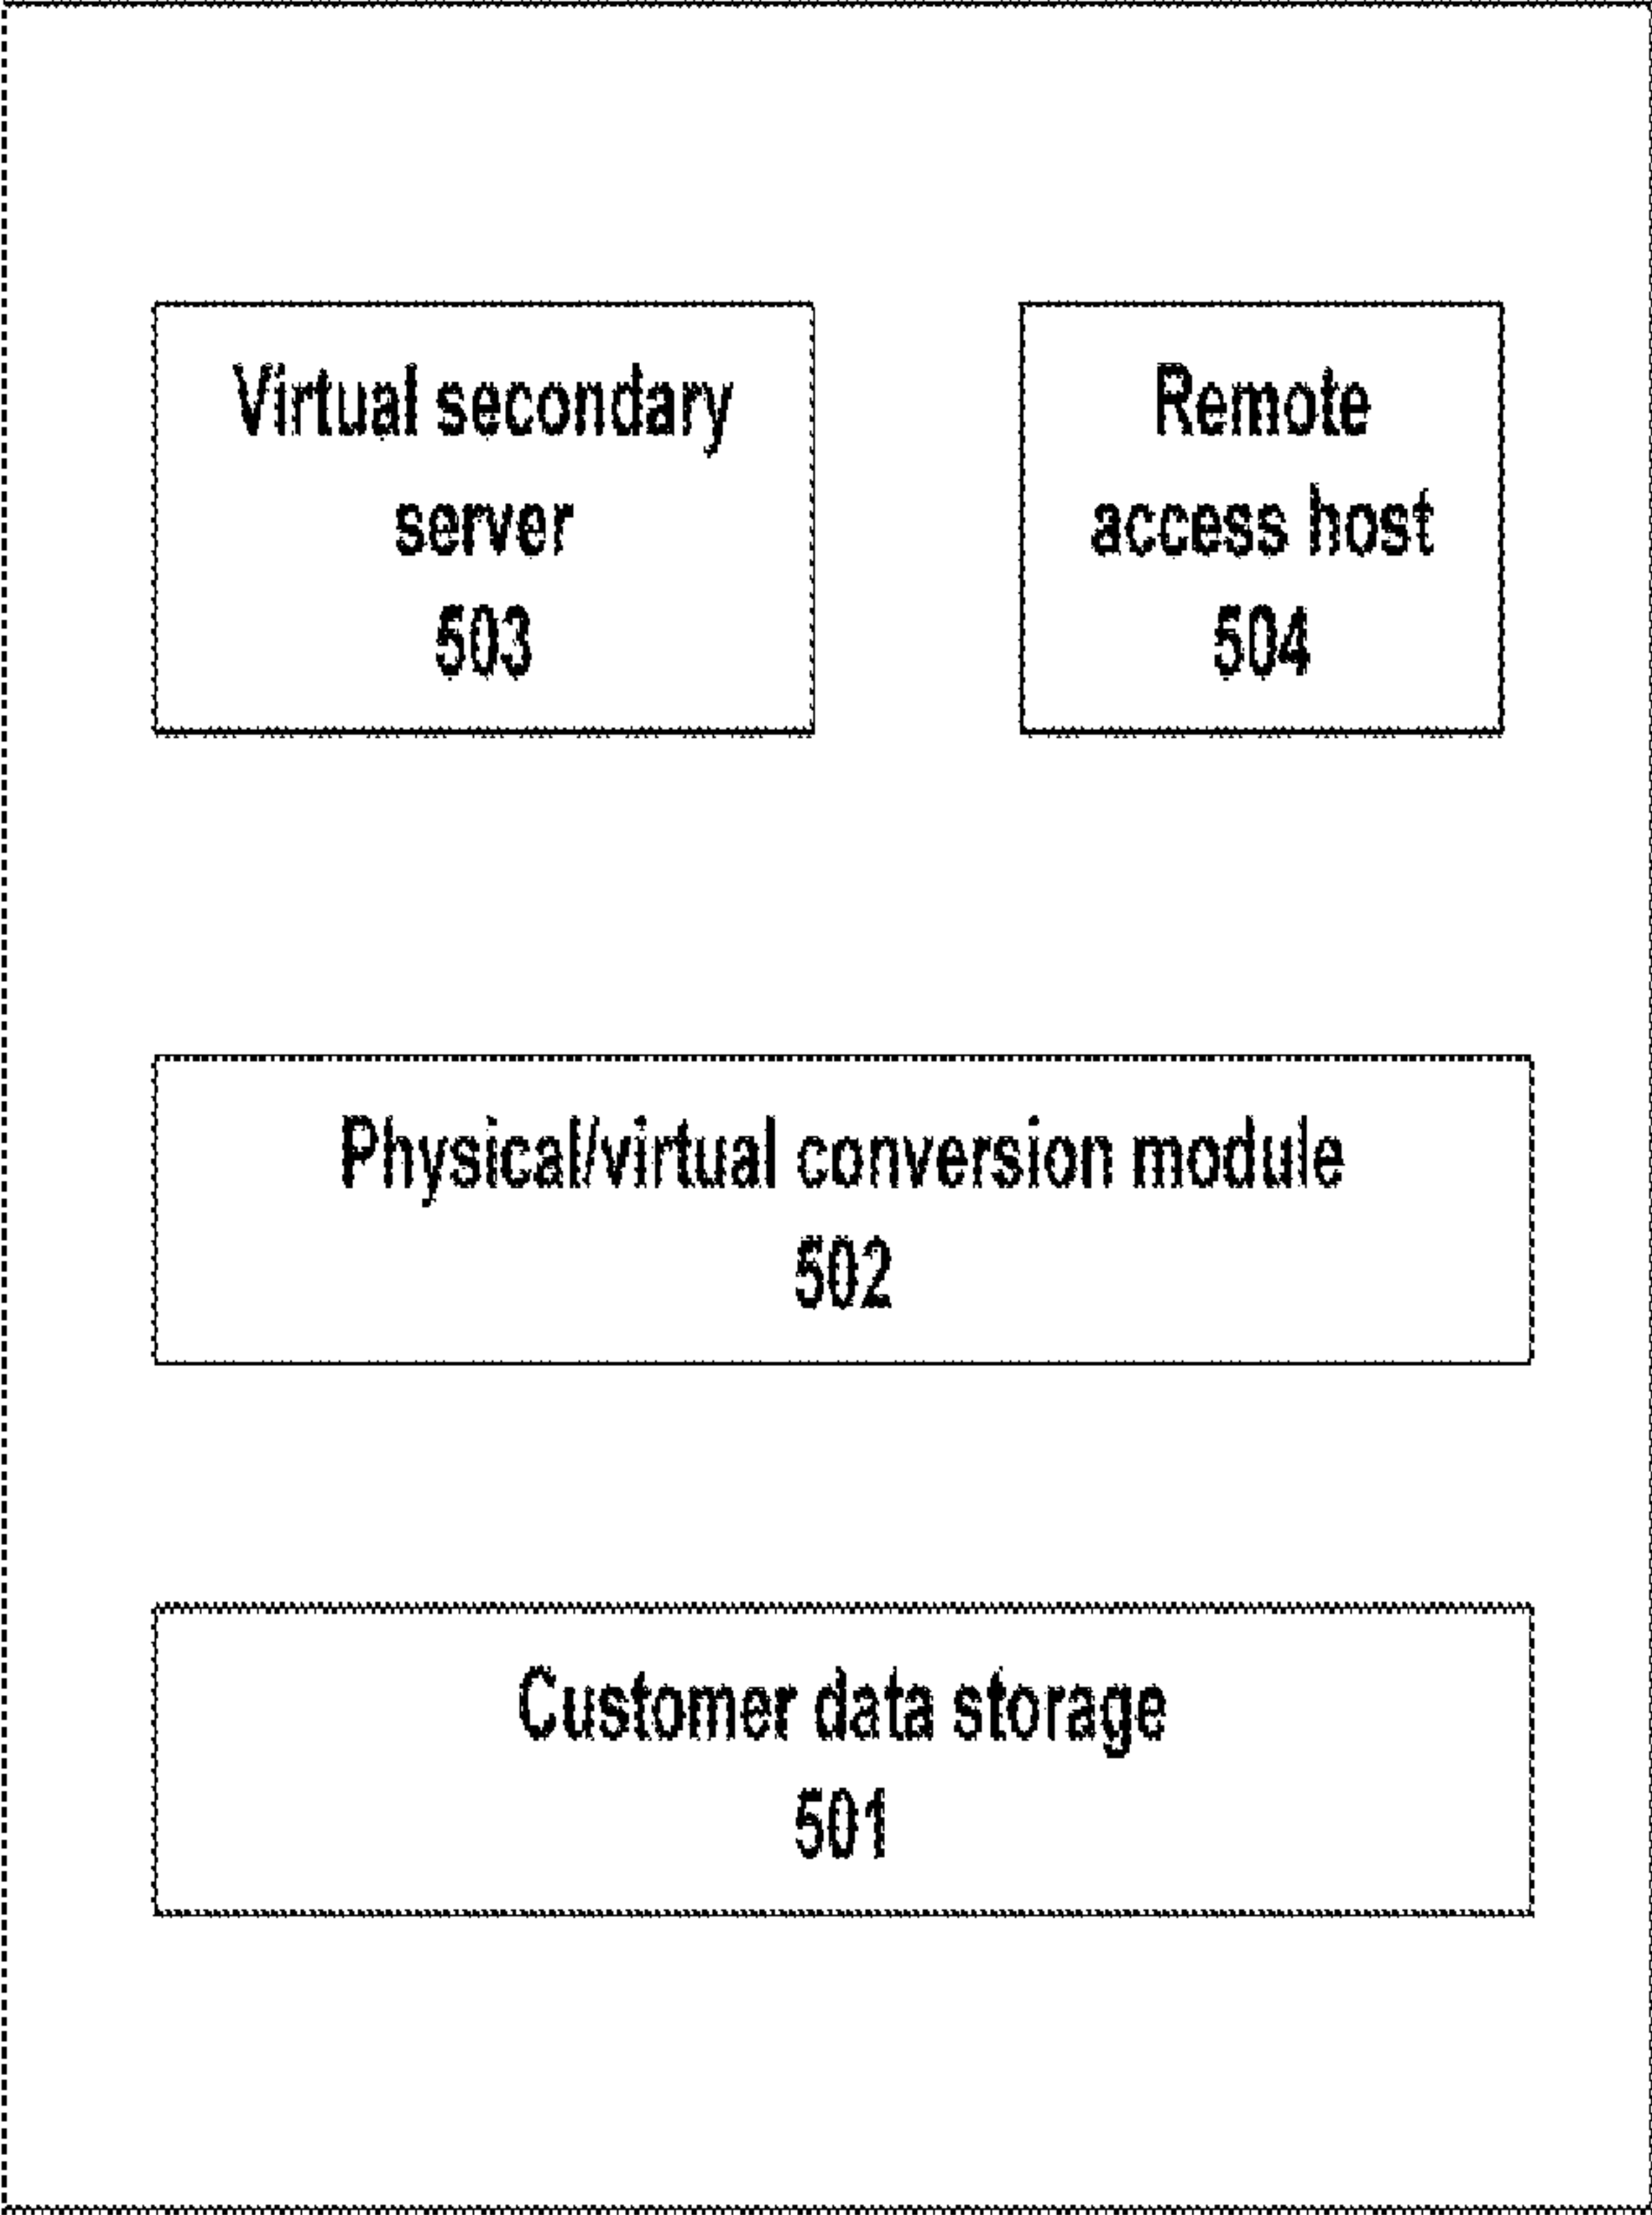 Virtual secondary
server
503
Remote
access host
504
Physical/virtual conversion module
502
Customer data storage
501